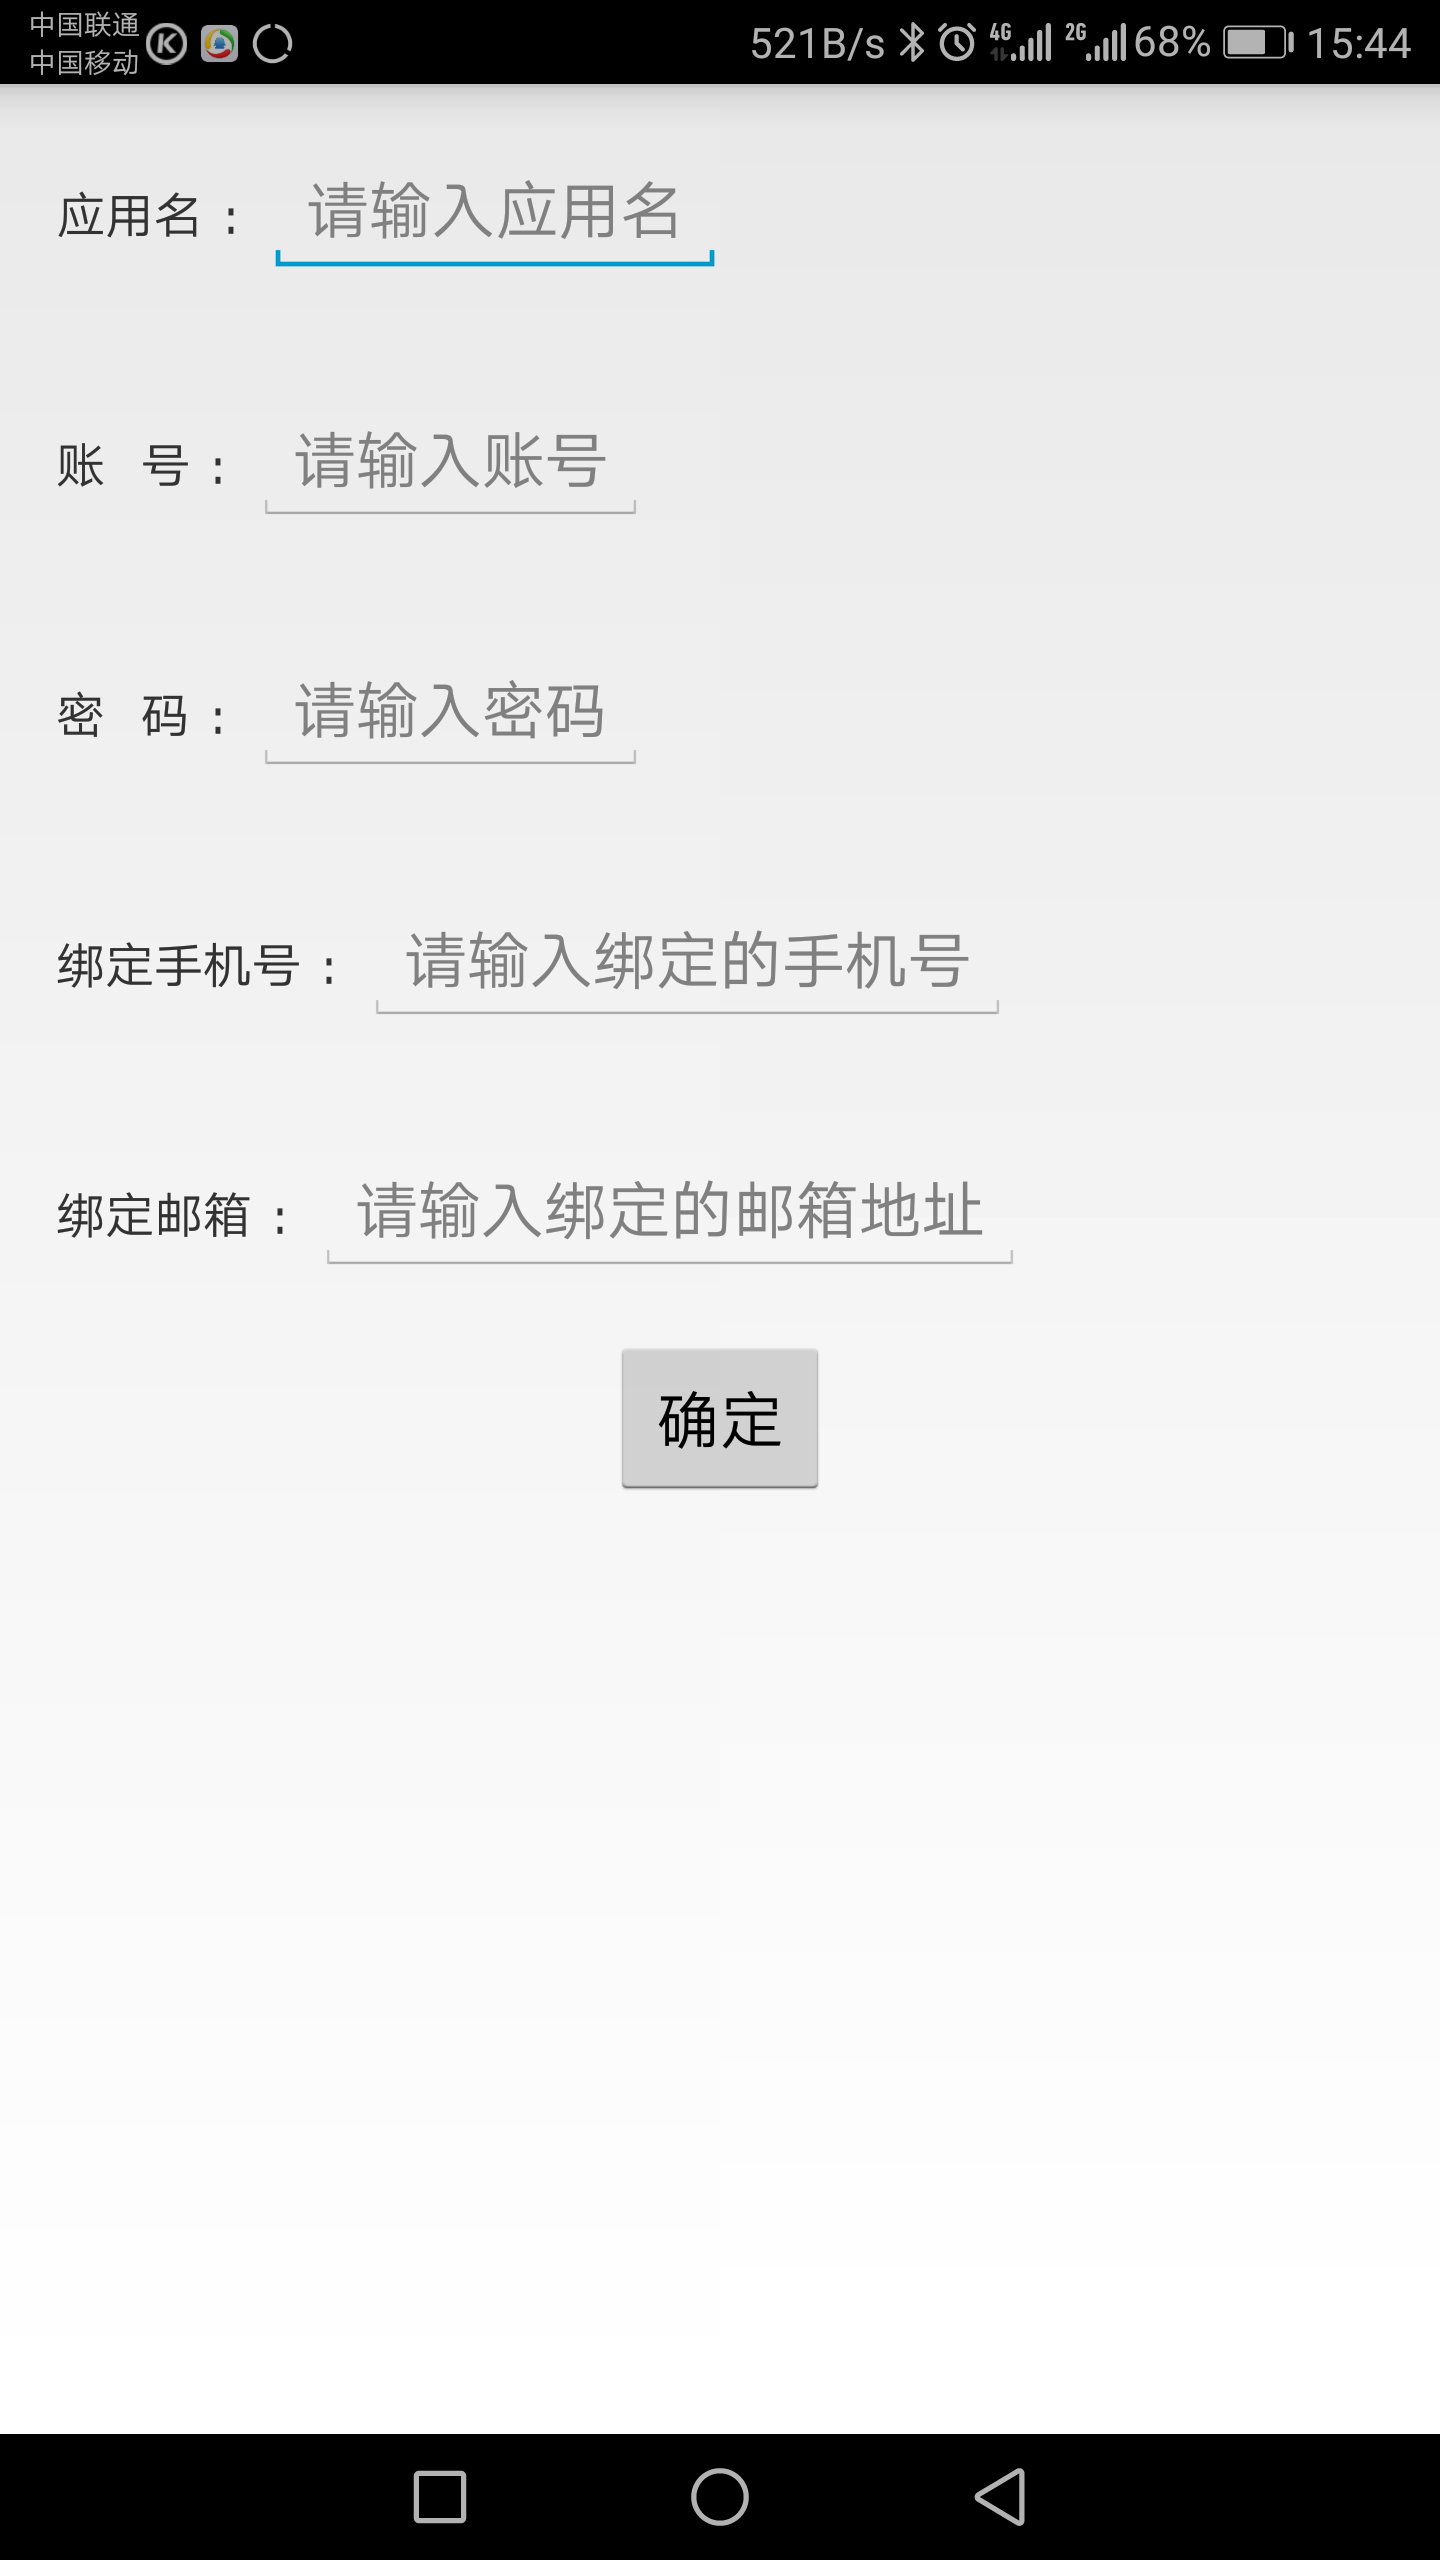 中国联通
中国移动
521B/s 4G 2G 68% 15:44
应用名： 请输入应用名
账 号： 请输入账号
密 码： 请输入密码
绑定手机号： 请输入绑定的手机号
绑定邮箱： 请输入绑定的邮箱地址
确定